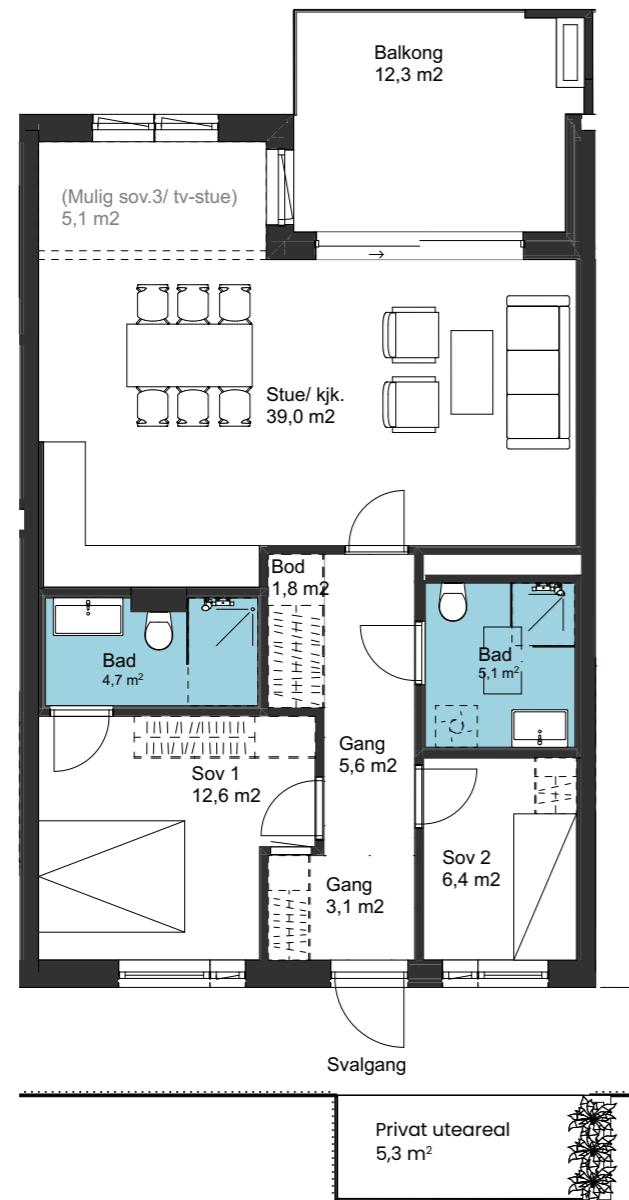 Balkong
12,3 m2
(Mulig sov.3/ tv-stue)
5,1 m2
Stue/ kjk.
39,0 m2
Bod
1,8 m2
Bad
4,7 m²
Bad
5,1 m²
Gang
5,6 m2
Sov 1
12,6 m2
Sov 2
6,4 m2
Gang
3,1 m2
Svalgang
Privat uteareal
5,3 m²